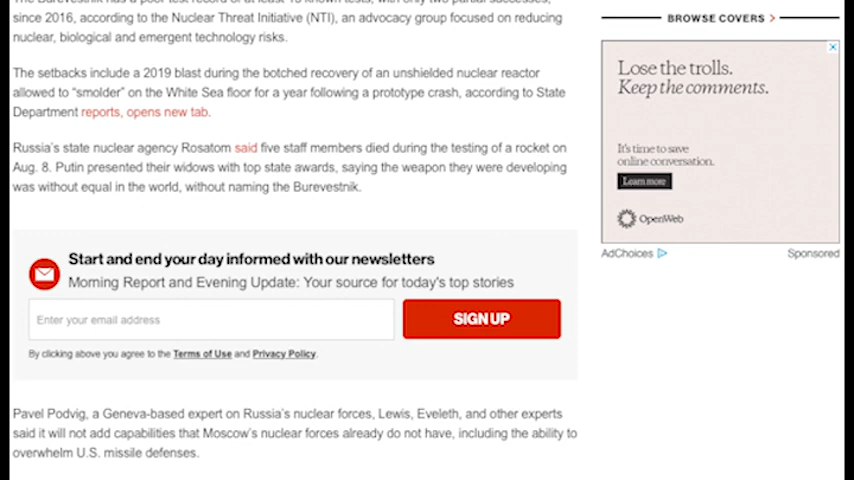 The Burevestnik has a poor test record of at least 13 known tests, with only two partial successes,
since 2016, according to the Nuclear Threat Initiative (NTI), an advocacy group focused on reducing
nuclear, biological and emergent technology risks.
The setbacks include a 2019 blast during the botched recovery of an unshielded nuclear reactor
allowed to “smolder” on the White Sea floor for a year following a prototype crash, according to State
Department reports, opens new tab.
Russia’s state nuclear agency Rosatom said five staff members died during the testing of a rocket on
Aug. 8. Putin presented their widows with top state awards, saying the weapon they were developing
was without equal in the world, without naming the Burevestnik.
Start and end your day informed with our newsletters
Morning Report and Evening Update: Your source for today's top stories
Enter your email address
SIGN UP
By clicking above you agree to the Terms of Use and Privacy Policy.
Pavel Podvig, a Geneva-based expert on Russia’s nuclear forces, Lewis, Eveleth, and other experts
said it will not add capabilities that Moscow’s nuclear forces already do not have, including the ability to
overwhelm U.S. missile defenses.
BROWSE COVERS >
Lose the trolls.
Keep the comments.
It's time to save
online conversation.
Learn more
OpenWeb
AdChoices
Sponsored